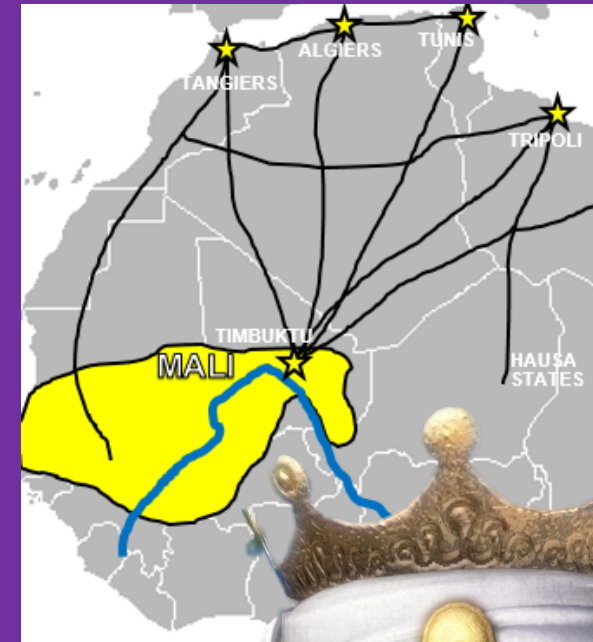 TANGIERS
ALGIERS
TUNIS
TRIPOLI
TIMBUKTU
MALI
HAUSA
STATES